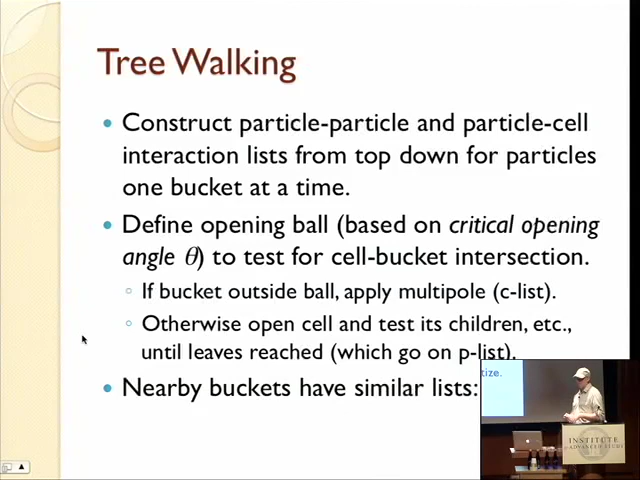 Tree Walking
• Construct particle-particle and particle-cell
interaction lists from top down for particles
one bucket at a time.
• Define opening ball (based on critical opening
angle θ) to test for cell-bucket intersection.
◦ If bucket outside ball, apply multipole (c-list).
◦ Otherwise open cell and test its children, etc.,
until leaves reached (which go on p-list).
• Nearby buckets have similar lists:
tize.
INSTITUTE
for ADVANCED STUDY